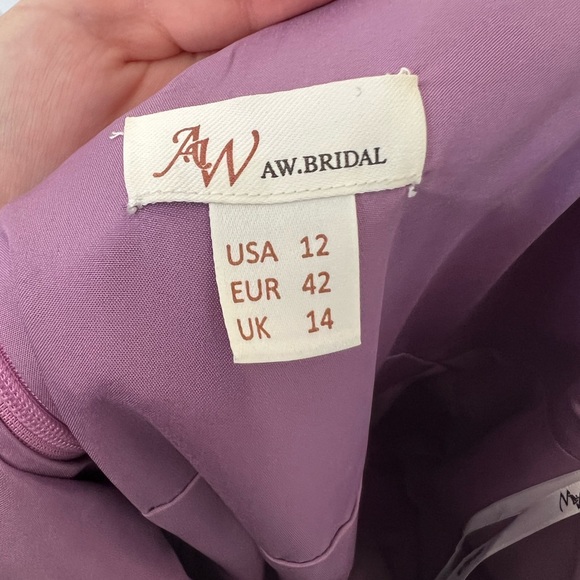 AW AW.BRIDAL
USA 12
EUR 42
UK 14